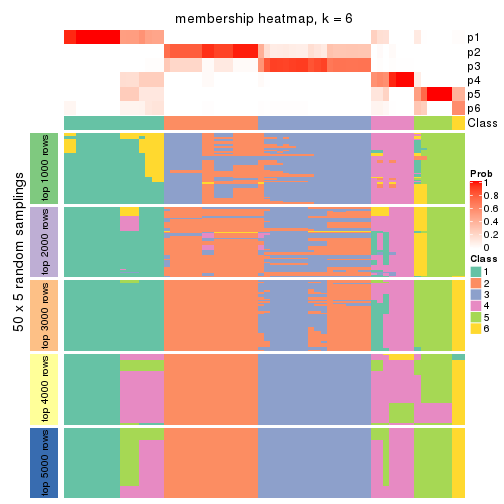 membership heatmap, k = 6
p1
p2
p3
p4
p5
p6
Class
50 x 5 random samplings
top 1000 rows
top 2000 rows
top 3000 rows
top 4000 rows
top 5000 rows
Prob
1
0.8
0.6
0.4
0.2
0
Class
1
2
3
4
5
6